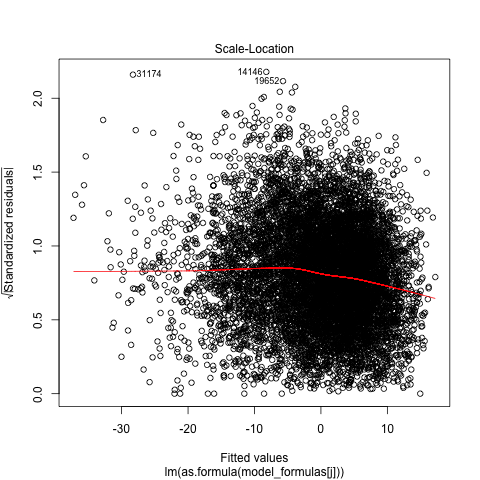 Scale-Location
31174
14146
19652
√|Standardized residuals|
2.0
1.5
1.0
0.5
0.0
-30 -20 -10 0 10
Fitted values
lm(as.formula(model_formulas[j]))